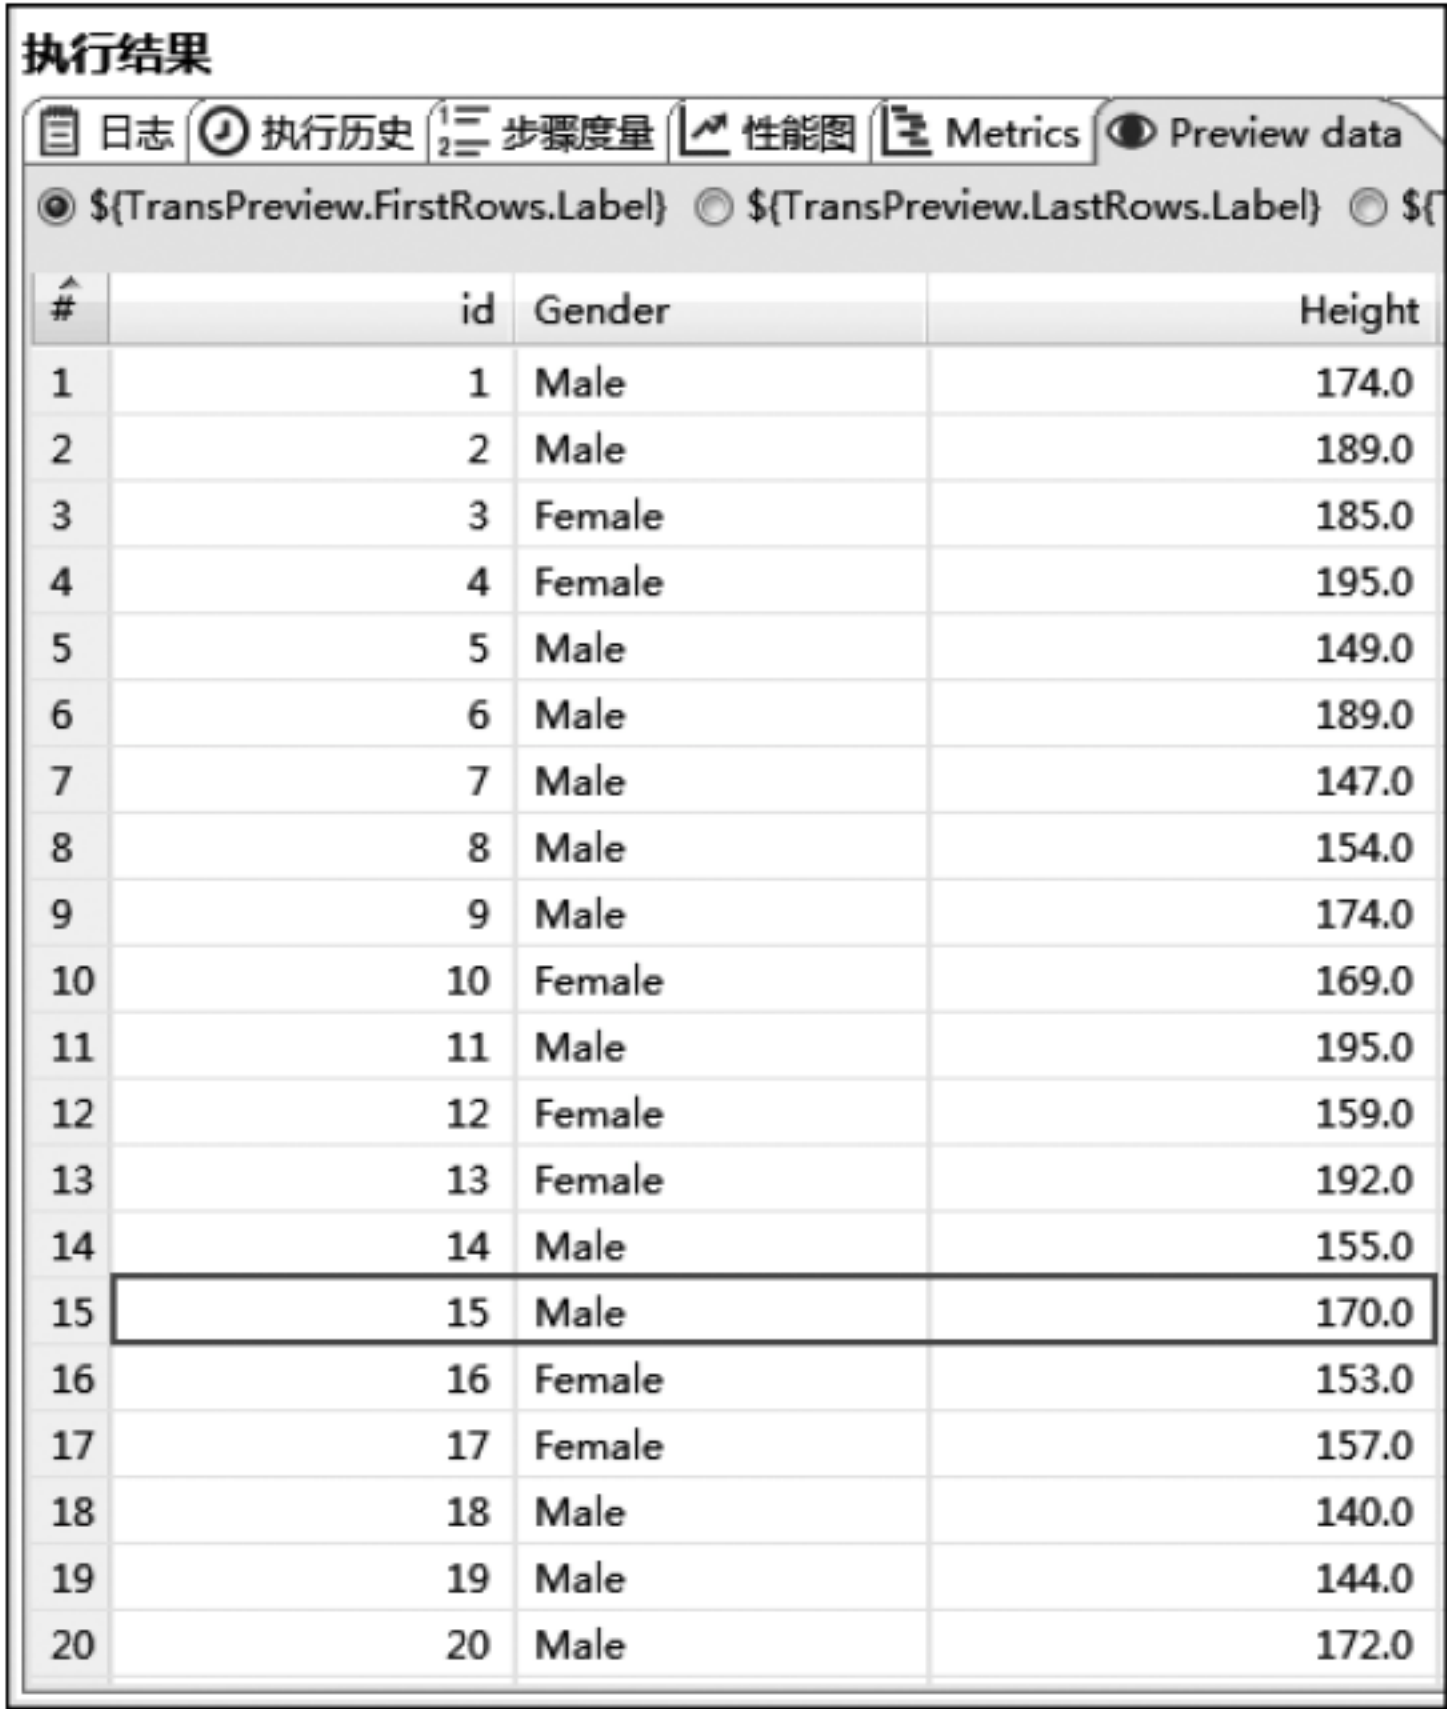 执行结果
日志 执行历史 步骤度量 性能图 Metrics Preview data
${TransPreview.FirstRows.Label} ${TransPreview.LastRows.Label} ${
# id Gender Height
1 1 Male 174.0
2 2 Male 189.0
3 3 Female 185.0
4 4 Female 195.0
5 5 Male 149.0
6 6 Male 189.0
7 7 Male 147.0
8 8 Male 154.0
9 9 Male 174.0
10 10 Female 169.0
11 11 Male 195.0
12 12 Female 159.0
13 13 Female 192.0
14 14 Male 155.0
15 15 Male 170.0
16 16 Female 153.0
17 17 Female 157.0
18 18 Male 140.0
19 19 Male 144.0
20 20 Male 172.0